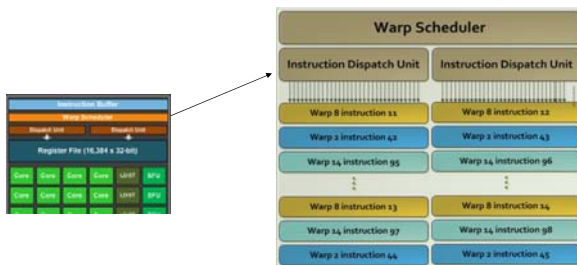 Warp Scheduler
Instruction Dispatch Unit Instruction Dispatch Unit
Warp 8 instruction 11 Warp 8 instruction 12
Warp 2 instruction 42 Warp 2 instruction 43
Warp 14 instruction 95 Warp 14 instruction 96
Warp 8 instruction 13 Warp 8 instruction 14
Warp 14 instruction 97 Warp 14 instruction 98
Warp 2 instruction 44 Warp 2 instruction 45
Instruction Buffer
Warp Scheduler
Dispatch Unit Dispatch Unit
Register File (16,384 x 32-bit)
Core Core Core Core LD/ST SFU
Core Core Core Core LD/ST SFU